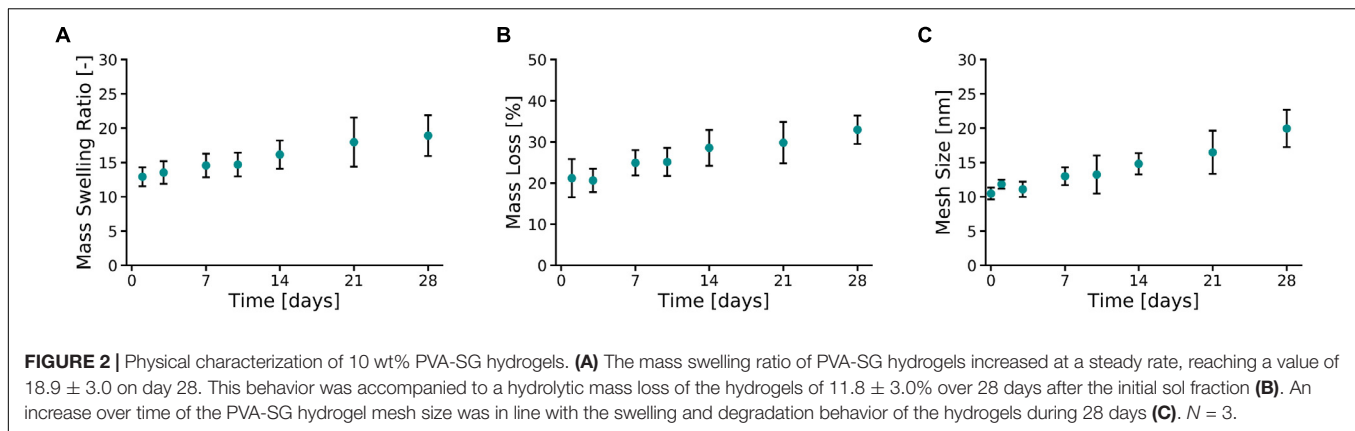 A
B
C
Mass Swelling Ratio [-]
30
25
20
15
10
5
0
0 7 14 21 28
Time [days]
Mass Loss [%]
50
40
30
20
10
0
0 7 14 21 28
Time [days]
Mesh Size [nm]
30
25
20
15
10
5
0
0 7 14 21 28
Time [days]
FIGURE 2 | Physical characterization of 10 wt% PVA-SG hydrogels. (A) The mass swelling ratio of PVA-SG hydrogels increased at a steady rate, reaching a value of
18.9 ± 3.0 on day 28. This behavior was accompanied to a hydrolytic mass loss of the hydrogels of 11.8 ± 3.0% over 28 days after the initial sol fraction (B). An
increase over time of the PVA-SG hydrogel mesh size was in line with the swelling and degradation behavior of the hydrogels during 28 days (C). N = 3.